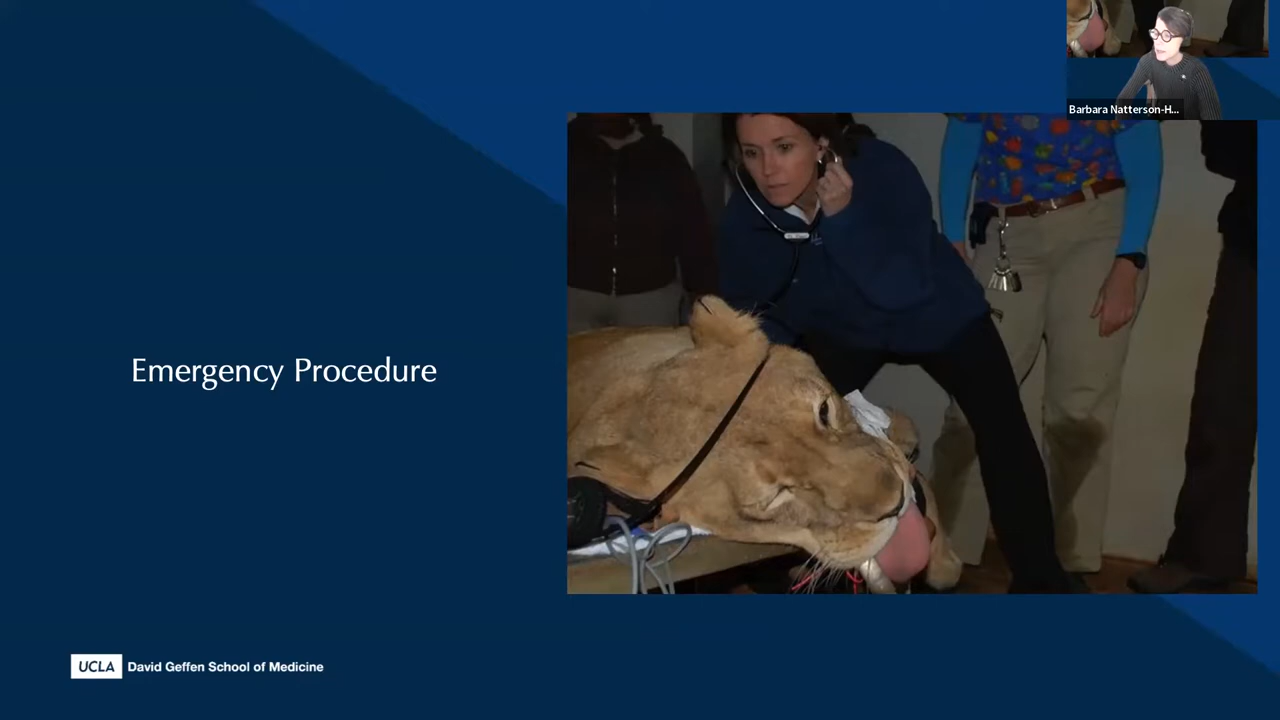 Barbara Natterson-H...
Emergency Procedure
UCLA David Geffen School of Medicine